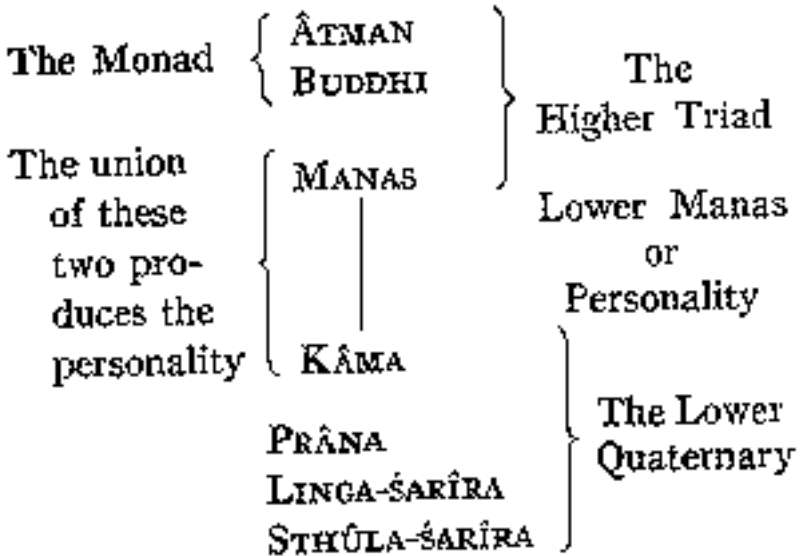 The Monad
ÂTMAN
BUDDHI
The
Higher Triad
The union
of these
two pro-
duces the
personality
MANAS
KÂMA
Lower Manas
or
Personality
PRÂNA
LINGA-ŚARÎRA
STHÛLA-ŚARÎRA
The Lower
Quaternary